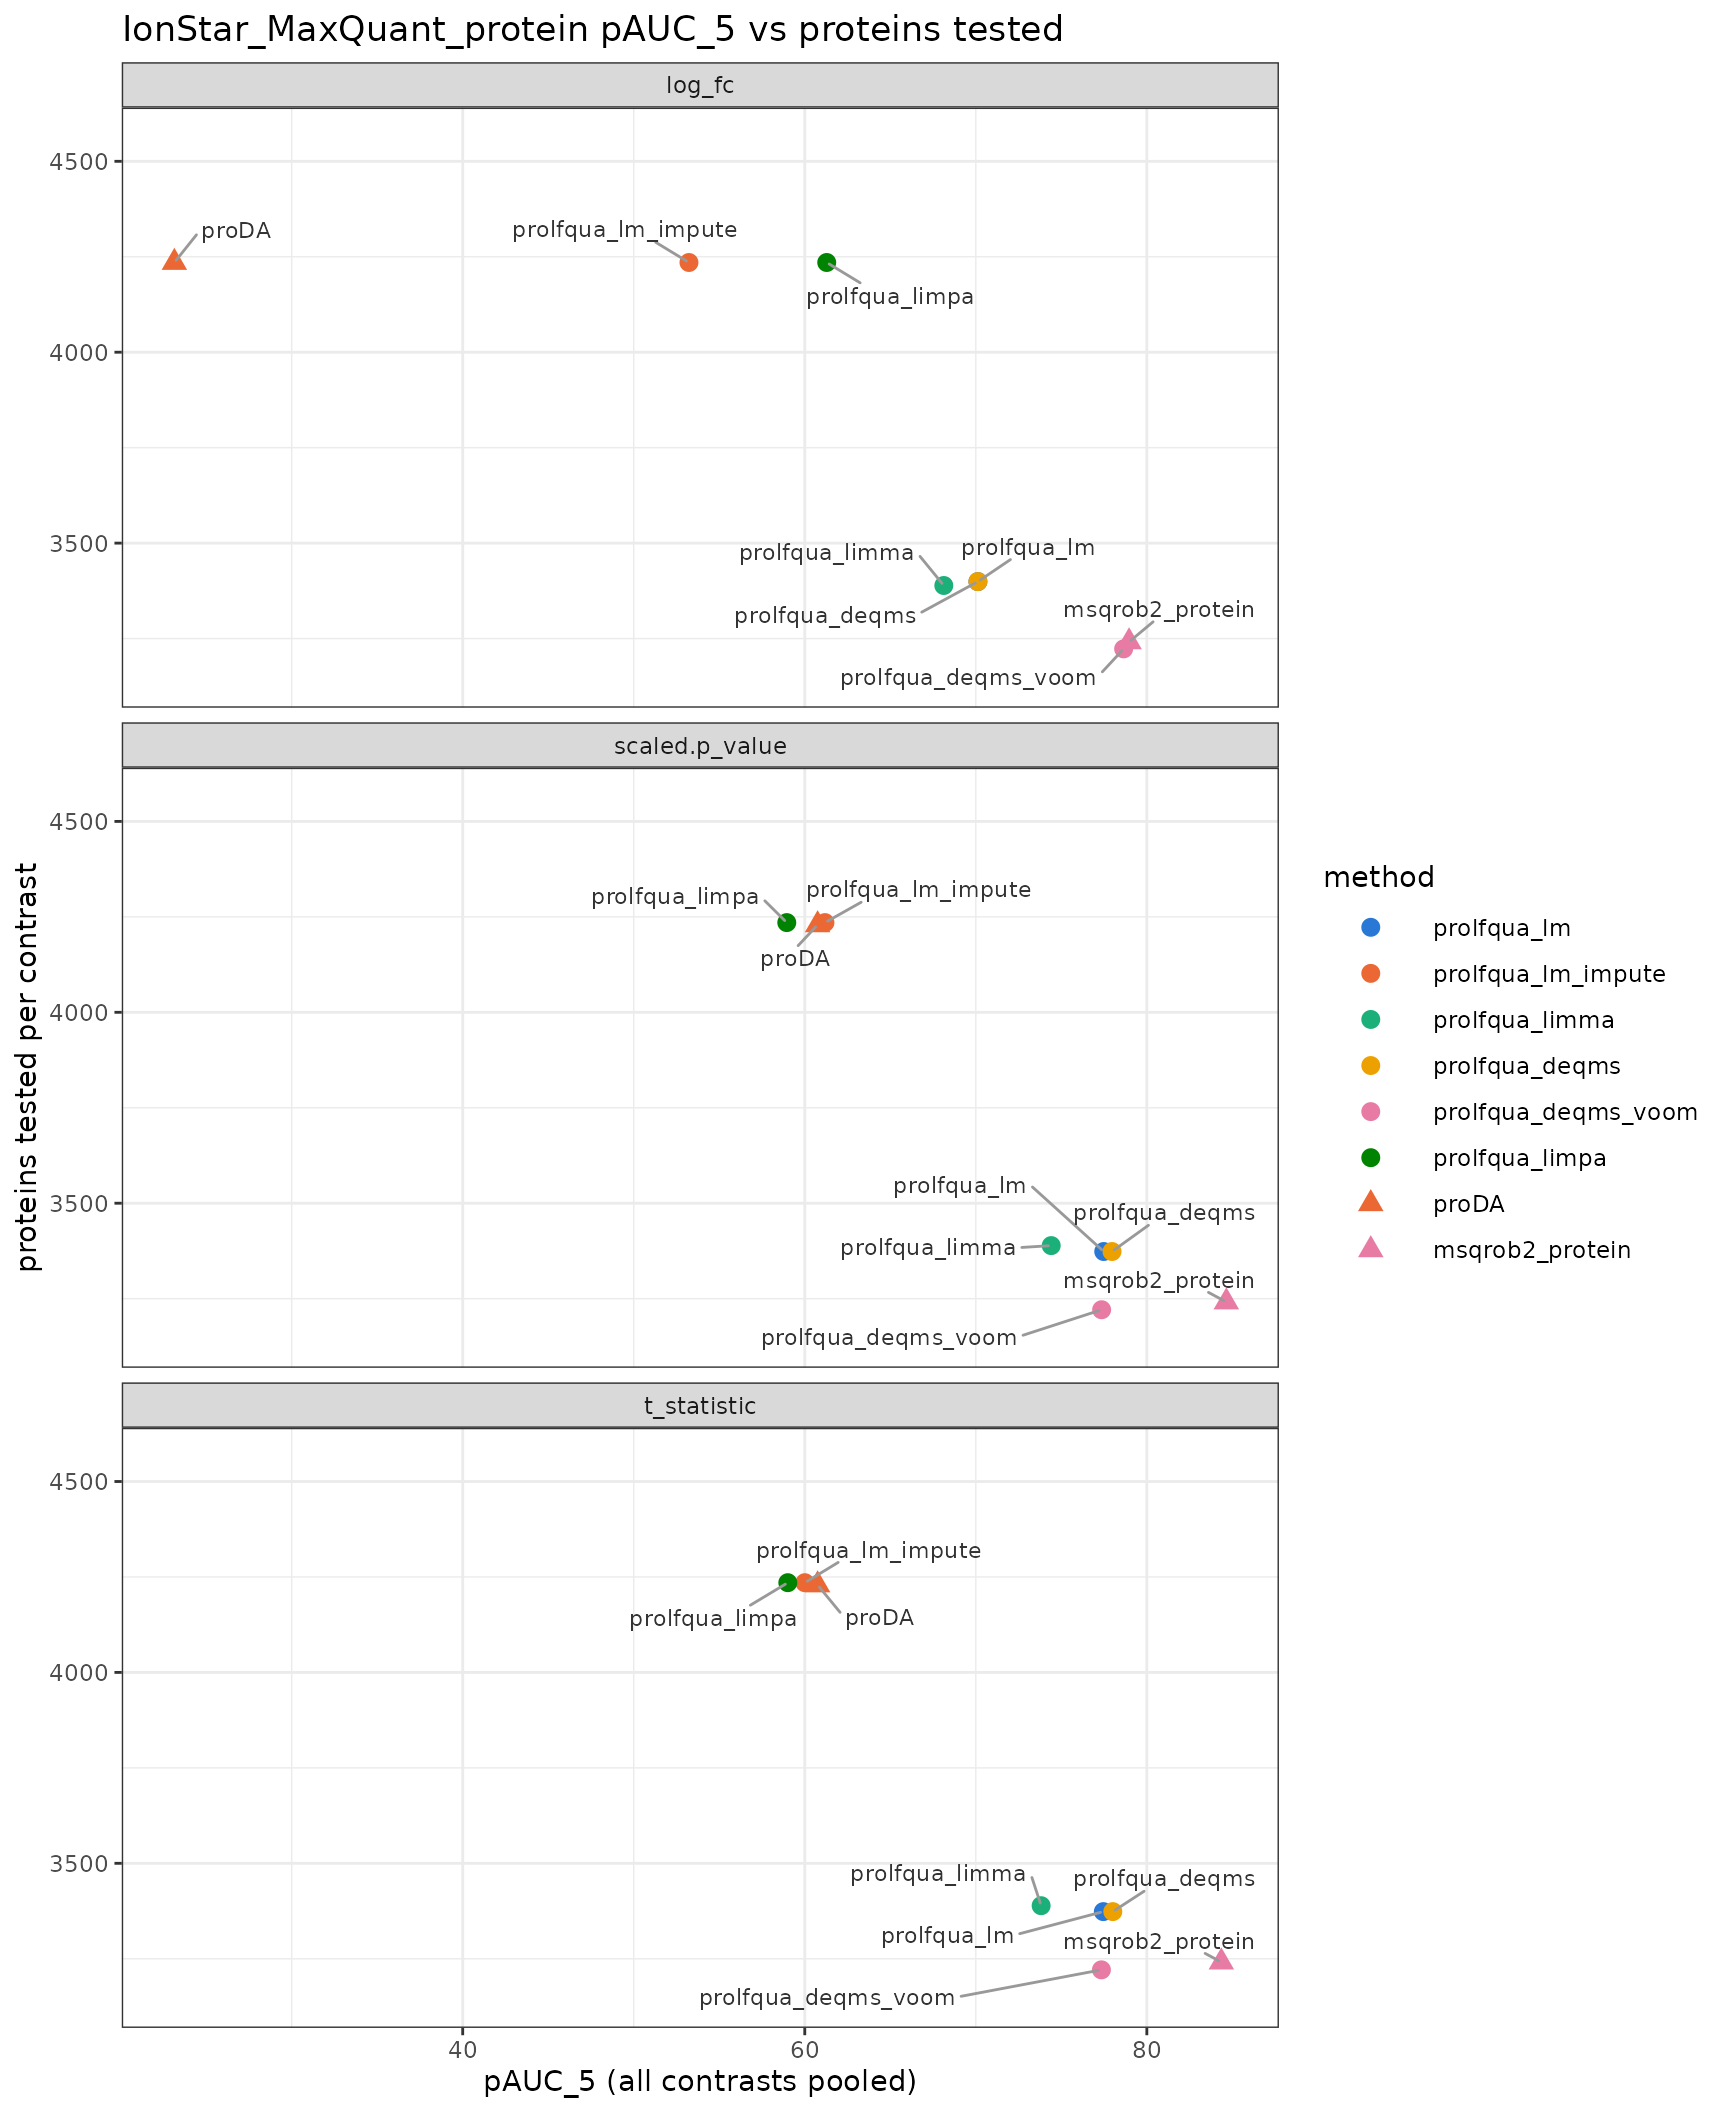 IonStar_MaxQuant_protein pAUC_5 vs proteins tested
log_fc
4500
4000
3500
proDA
prolfqua_lm_impute
prolfqua_limpa
prolfqua_limma
prolfqua_lm
prolfqua_deqms
msqrob2_protein
prolfqua_deqms_voom
scaled.p_value
4500
4000
3500
prolfqua_limpa
prolfqua_lm_impute
proDA
prolfqua_lm
prolfqua_deqms
prolfqua_limma
msqrob2_protein
prolfqua_deqms_voom
t_statistic
4500
4000
3500
prolfqua_lm_impute
prolfqua_limpa
proDA
prolfqua_limma
prolfqua_deqms
prolfqua_lm
msqrob2_protein
prolfqua_deqms_voom
40
60
80
pAUC_5 (all contrasts pooled)
proteins tested per contrast
method
prolfqua_lm
prolfqua_lm_impute
prolfqua_limma
prolfqua_deqms
prolfqua_deqms_voom
prolfqua_limpa
proDA
msqrob2_protein